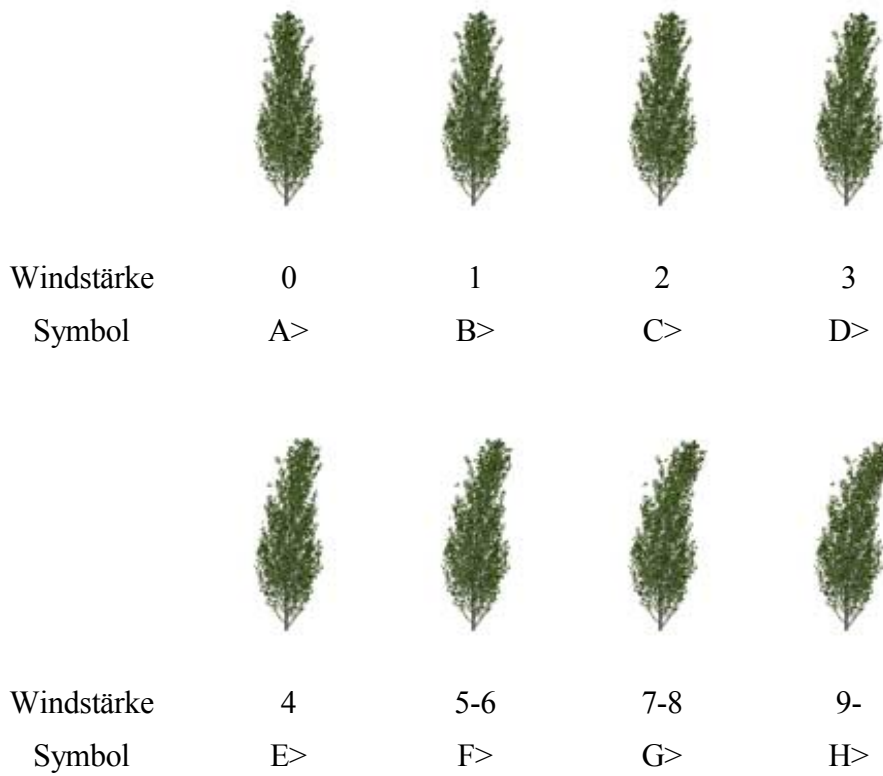 Windstärke 0 1 2 3
Symbol A> B> C> D>
Windstärke 4 5-6 7-8 9-
Symbol E> F> G> H>